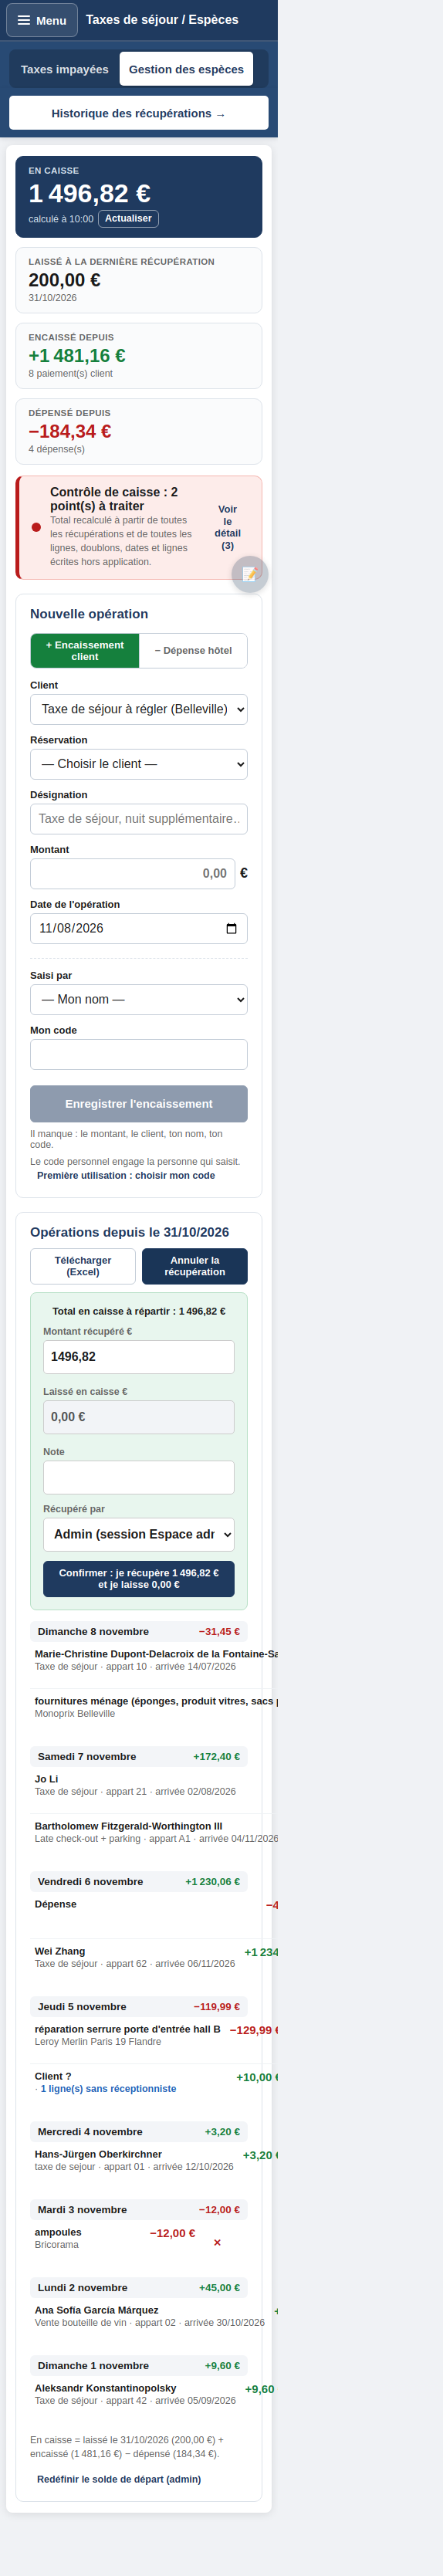 Menu
Taxes de séjour / Espèces
Taxes impayées
Gestion des espèces
Historique des récupérations →
EN CAISSE
1 496,82 €
calculé à 10:00
Actualiser
LAISSÉ À LA DERNIÈRE RÉCUPÉRATION
200,00 €
31/10/2026
ENCAISSÉ DEPUIS
+1 481,16 €
8 paiement(s) client
DÉPENSÉ DEPUIS
−184,34 €
4 dépense(s)
Contrôle de caisse : 2
point(s) à traiter
Total recalculé à partir de toutes
les récupérations et de toutes les
lignes, doublons, dates et lignes
écrites hors application.
Voir
le
détail
(3)
Nouvelle opération
+ Encaissement
client
− Dépense hôtel
Client
Taxe de séjour à régler (Belleville)
Réservation
— Choisir le client —
Désignation
Taxe de séjour, nuit supplémentaire…
Montant
0,00 €
Date de l'opération
11/08/2026
Saisi par
— Mon nom —
Mon code
Enregistrer l'encaissement
Il manque : le montant, le client, ton nom, ton
code.
Le code personnel engage la personne qui saisit.
Première utilisation : choisir mon code
Opérations depuis le 31/10/2026
Télécharger
(Excel)
Annuler la
récupération
Total en caisse à répartir : 1 496,82 €
Montant récupéré €
1496,82
Laissé en caisse €
0,00 €
Note
Récupéré par
Admin (session Espace adr
Confirmer : je récupère 1 496,82 €
et je laisse 0,00 €
Dimanche 8 novembre −31,45 €
Marie-Christine Dupont-Delacroix de la Fontaine-Sa
Taxe de séjour · appart 10 · arrivée 14/07/2026
fournitures ménage (éponges, produit vitres, sacs
Monoprix Belleville
Samedi 7 novembre +172,40 €
Jo Li
Taxe de séjour · appart 21 · arrivée 02/08/2026
Bartholomew Fitzgerald-Worthington III
Late check-out + parking · appart A1 · arrivée 04/11/2026
Vendredi 6 novembre +1 230,06 €
Dépense −4
Wei Zhang +1 234
Taxe de séjour · appart 62 · arrivée 06/11/2026
Jeudi 5 novembre −119,99 €
réparation serrure porte d'entrée hall B −129,99 €
Leroy Merlin Paris 19 Flandre
Client ? +10,00 €
· 1 ligne(s) sans réceptionniste
Mercredi 4 novembre +3,20 €
Hans-Jürgen Oberkirchner +3,20 €
taxe de sejour · appart 01 · arrivée 12/10/2026
Mardi 3 novembre −12,00 €
ampoules −12,00 €
Bricorama
×
Lundi 2 novembre +45,00 €
Ana Sofía García Márquez +
Vente bouteille de vin · appart 02 · arrivée 30/10/2026
Dimanche 1 novembre +9,60 €
Aleksandr Konstantinopolsky +9,60
Taxe de séjour · appart 42 · arrivée 05/09/2026
En caisse = laissé le 31/10/2026 (200,00 €) +
encaissé (1 481,16 €) − dépensé (184,34 €).
Redéfinir le solde de départ (admin)